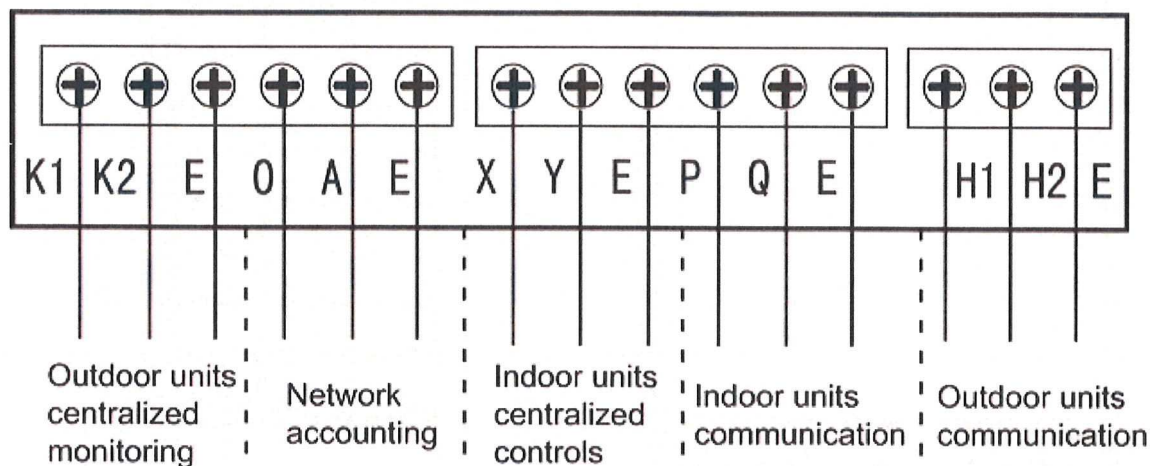 K1 K2 E O A E X Y E P Q E H1 H2 E
Outdoor units
centralized
monitoring
Network
accounting
Indoor units
centralized
controls
Indoor units
communication
Outdoor units
communication